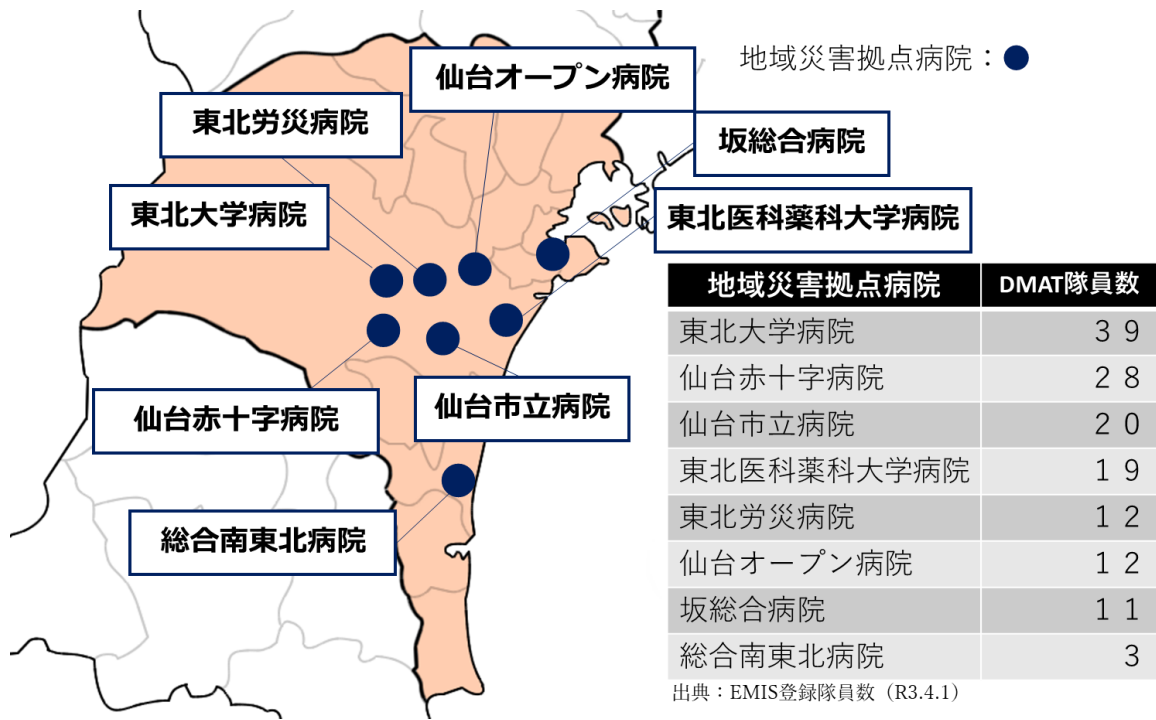 地域災害拠点病院：●
仙台オープン病院
東北労災病院
坂総合病院
東北大学病院
東北医科薬科大学病院
仙台赤十字病院
仙台市立病院
総合南東北病院
地域災害拠点病院 DMAT隊員数
東北大学病院 ３９
仙台赤十字病院 ２８
仙台市立病院 ２０
東北医科薬科大学病院 １９
東北労災病院 １２
仙台オープン病院 １２
坂総合病院 １１
総合南東北病院 ３
出典：EMIS登録隊員数（R3.4.1）